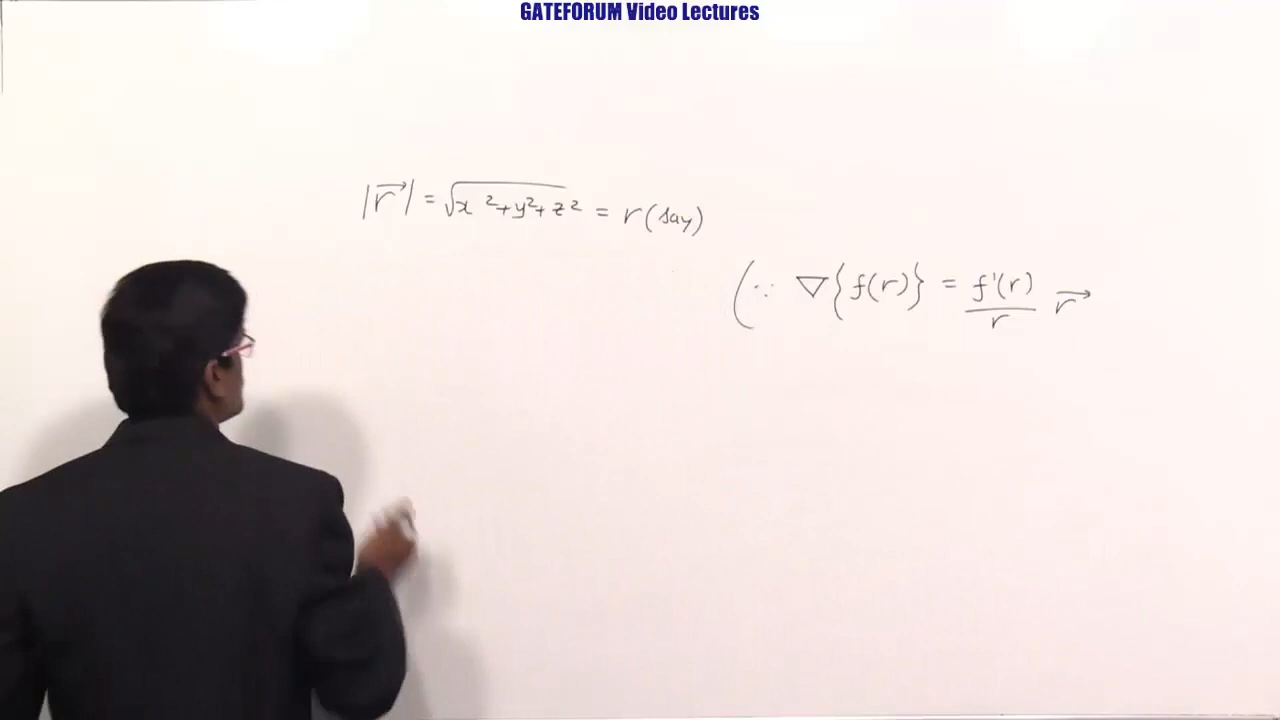 GATEFORUM Video Lectures
|r⃗| = √x²+y²+z² = r(say)
(∵ ∇{f(r)} = f'(r)/r r⃗